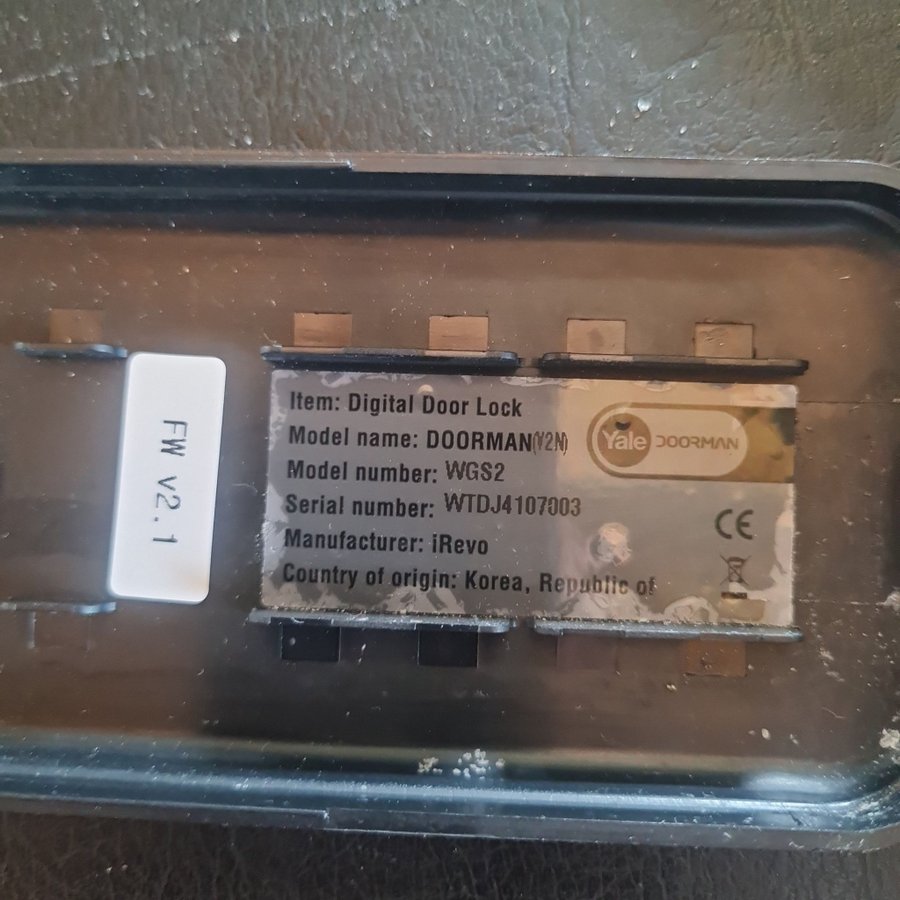 FW v2.1
Item: Digital Door Lock
Model name: DOORMAN(V2N)
Model number: WGS2
Serial number: WTDJ4107003
Manufacturer: iRevo
Country of origin: Korea, Republic of
Yale DOORMAN
CE